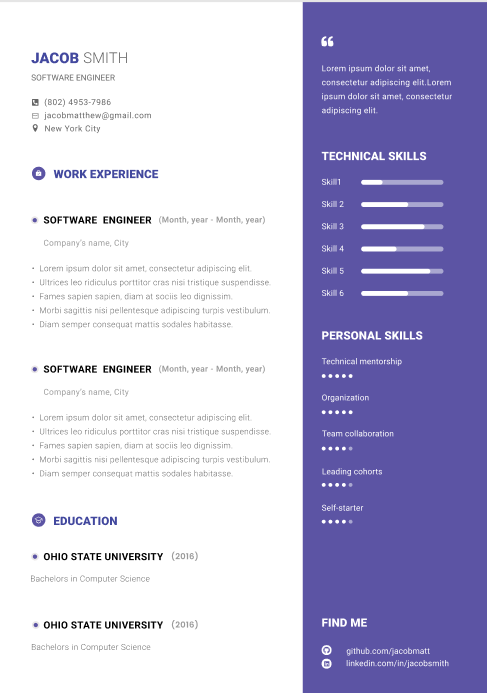 JACOB SMITH
SOFTWARE ENGINEER
(802) 4953-7986
jacobmatthew@gmail.com
New York City
WORK EXPERIENCE
SOFTWARE ENGINEER (Month, year - Month, year)
Company's name, City
• Lorem ipsum dolor sit amet, consectetur adipiscing elit.
• Ultrices leo ridiculus porttitor cras nisi tristique suspendisse.
• Fames sapien sapien, diam at sociis leo dignissim.
• Morbi sagittis nisi pellentesque adipiscing turpis vestibulum.
• Diam semper consequat mattis sodales habitasse.
SOFTWARE ENGINEER (Month, year - Month, year)
Company's name, City
• Lorem ipsum dolor sit amet, consectetur adipiscing elit.
• Ultrices leo ridiculus porttitor cras nisi tristique suspendisse.
• Fames sapien sapien, diam at sociis leo dignissim.
• Morbi sagittis nisi pellentesque adipiscing turpis vestibulum.
• Diam semper consequat mattis sodales habitasse.
EDUCATION
OHIO STATE UNIVERSITY (2016)
Bachelors in Computer Science
OHIO STATE UNIVERSITY (2016)
Bachelors in Computer Science
“
Lorem ipsum dolor sit amet,
consectetur adipiscing elit.Lorem
ipsum dolor sit amet, consectetur
adipiscing elit.
TECHNICAL SKILLS
Skill1
Skill 2
Skill 3
Skill 4
Skill 5
Skill 6
PERSONAL SKILLS
Technical mentorship
Organization
Team collaboration
Leading cohorts
Self-starter
FIND ME
github.com/jacobmatt
linkedin.com/in/jacobsmith